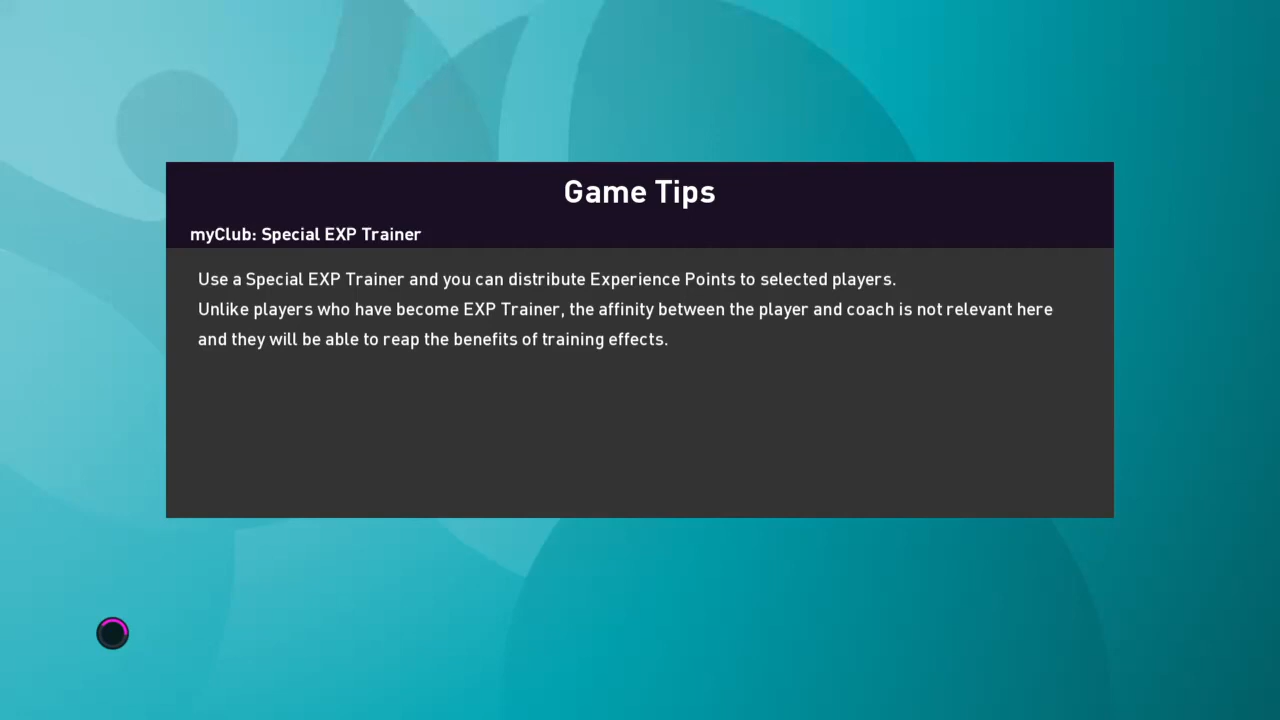 Game Tips
myClub: Special EXP Trainer
Use a Special EXP Trainer and you can distribute Experience Points to selected players.
Unlike players who have become EXP Trainer, the affinity between the player and coach is not relevant here
and they will be able to reap the benefits of training effects.